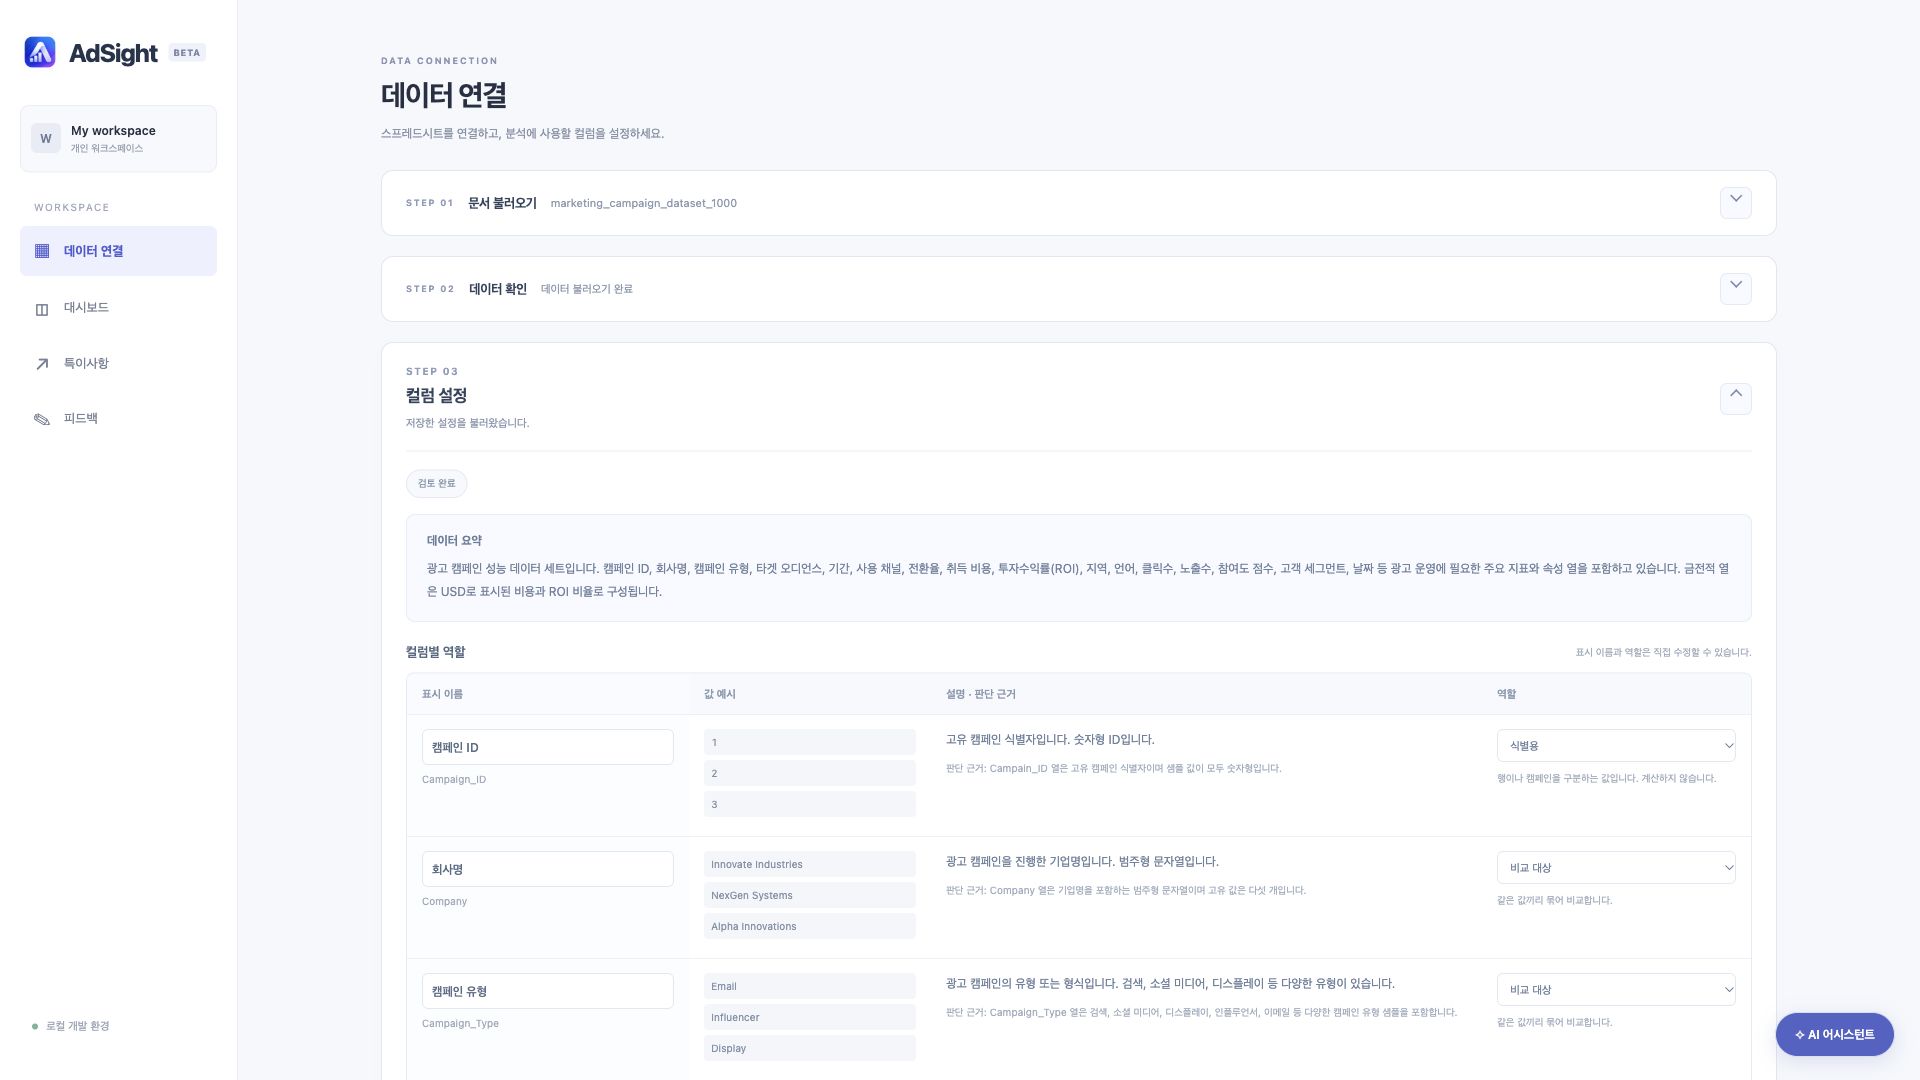 AdSight BETA
W
My workspace
개인 워크스페이스
WORKSPACE
데이터 연결
대시보드
특이사항
피드백
로컬 개발 환경
DATA CONNECTION
데이터 연결
스프레드시트를 연결하고, 분석에 사용할 컬럼을 설정하세요.
STEP 01 문서 불러오기 marketing_campaign_dataset_1000
STEP 02 데이터 확인 데이터 불러오기 완료
STEP 03
컬럼 설정
저장한 설정을 불러왔습니다.
검토 완료
데이터 요약
광고 캠페인 성능 데이터 세트입니다. 캠페인 ID, 회사명, 캠페인 유형, 타겟 오디언스, 기간, 사용 채널, 전환율, 취득 비용, 투자수익률(ROI), 지역, 언어, 클릭수, 노출수, 참여도 점수, 고객 세그먼트, 날짜 등 광고 운영에 필요한 주요 지표와 속성 열을 포함하고 있습니다. 금전적 열
은 USD로 표시된 비용과 ROI 비율로 구성됩니다.
컬럼별 역할
표시 이름과 역할은 직접 수정할 수 있습니다.
표시 이름 값 예시 설명 · 판단 근거 역할
캠페인 ID
Campaign_ID
1
2
3
고유 캠페인 식별자입니다. 숫자형 ID입니다.
판단 근거: Campain_ID 열은 고유 캠페인 식별자이며 샘플 값이 모두 숫자형입니다.
식별용
행이나 캠페인을 구분하는 값입니다. 계산하지 않습니다.
회사명
Company
Innovate Industries
NexGen Systems
Alpha Innovations
광고 캠페인을 진행한 기업명입니다. 범주형 문자열입니다.
판단 근거: Company 열은 기업명을 포함하는 범주형 문자열이며 고유 값은 다섯 개입니다.
비교 대상
같은 값끼리 묶어 비교합니다.
캠페인 유형
Campaign_Type
Email
Influencer
Display
광고 캠페인의 유형 또는 형식입니다. 검색, 소셜 미디어, 디스플레이 등 다양한 유형이 있습니다.
판단 근거: Campaign_Type 열은 검색, 소셜 미디어, 디스플레이, 인플루언서, 이메일 등 다양한 캠페인 유형 샘플을 포함합니다.
비교 대상
같은 값끼리 묶어 비교합니다.
AI 어시스턴트